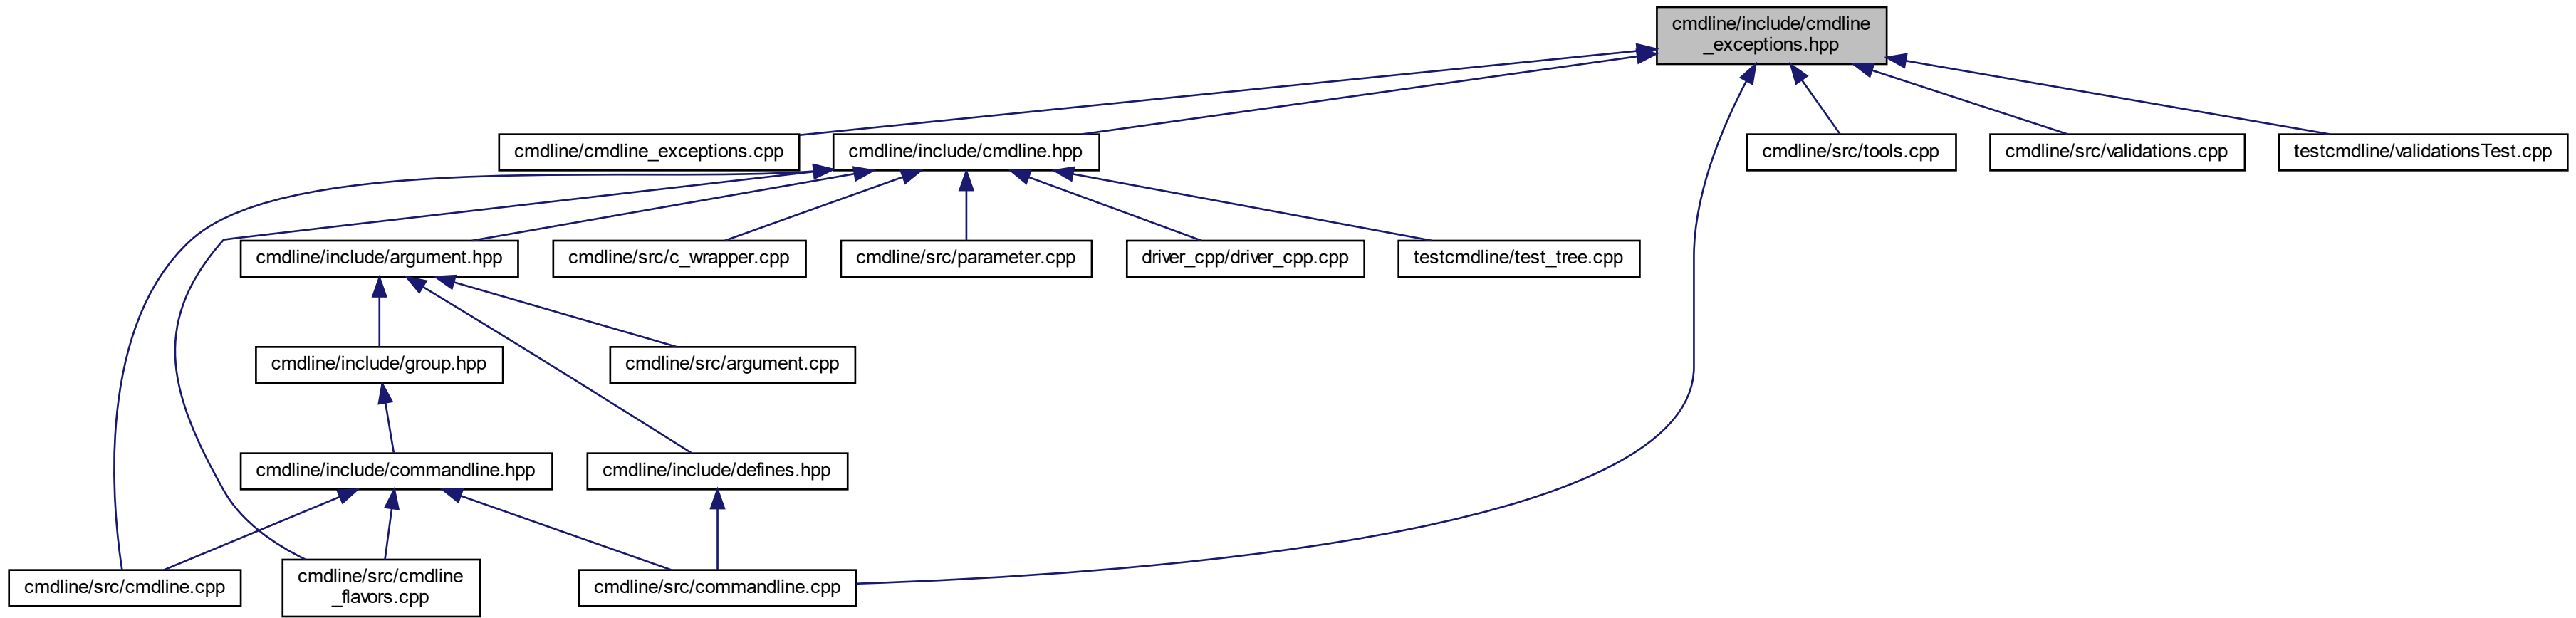 cmdline/include/cmdline
_exceptions.hpp
cmdline/cmdline_exceptions.cpp
cmdline/include/cmdline.hpp
cmdline/src/tools.cpp
cmdline/src/validations.cpp
testcmdline/validationsTest.cpp
cmdline/include/argument.hpp
cmdline/src/c_wrapper.cpp
cmdline/src/parameter.cpp
driver_cpp/driver_cpp.cpp
testcmdline/test_tree.cpp
cmdline/include/group.hpp
cmdline/src/argument.cpp
cmdline/include/commandline.hpp
cmdline/include/defines.hpp
cmdline/src/cmdline.cpp
cmdline/src/cmdline
_flavors.cpp
cmdline/src/commandline.cpp